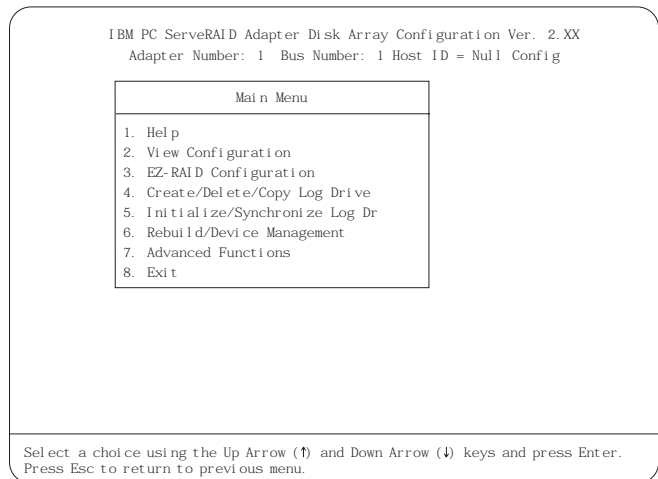 IBM PC ServeRAID Adapter Disk Array Configuration Ver. 2.XX
Adapter Number: 1 Bus Number: 1 Host ID = Null Config
Main Menu
1. Help
2. View Configuration
3. EZ-RAID Configuration
4. Create/Delete/Copy Log Drive
5. Initialize/Synchronize Log Dr
6. Rebuild/Device Management
7. Advanced Functions
8. Exit
Select a choice using the Up Arrow (↑) and Down Arrow (↓) keys and press Enter.
Press Esc to return to previous menu.